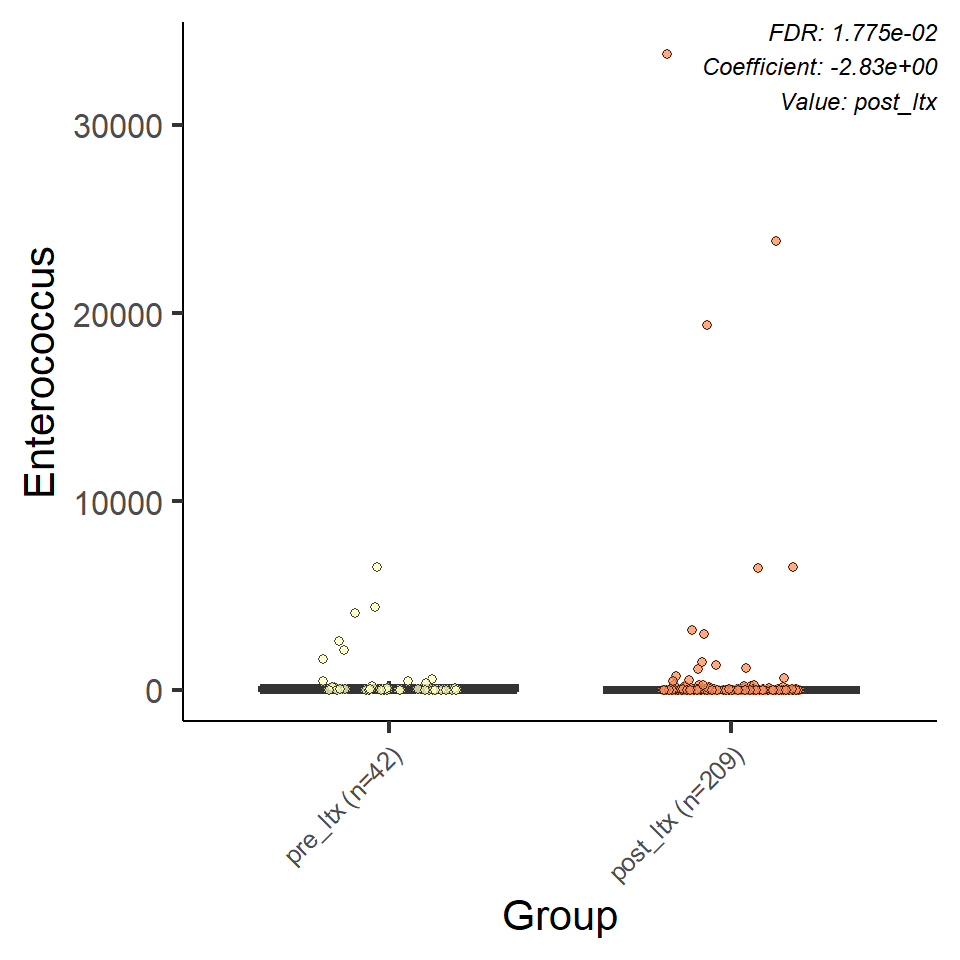 FDR: 1.775e-02
Coefficient: -2.83e+00
Value: post_ltx
Enterococcus
30000
20000
10000
0
pre_ltx (n=42)
post_ltx (n=209)
Group